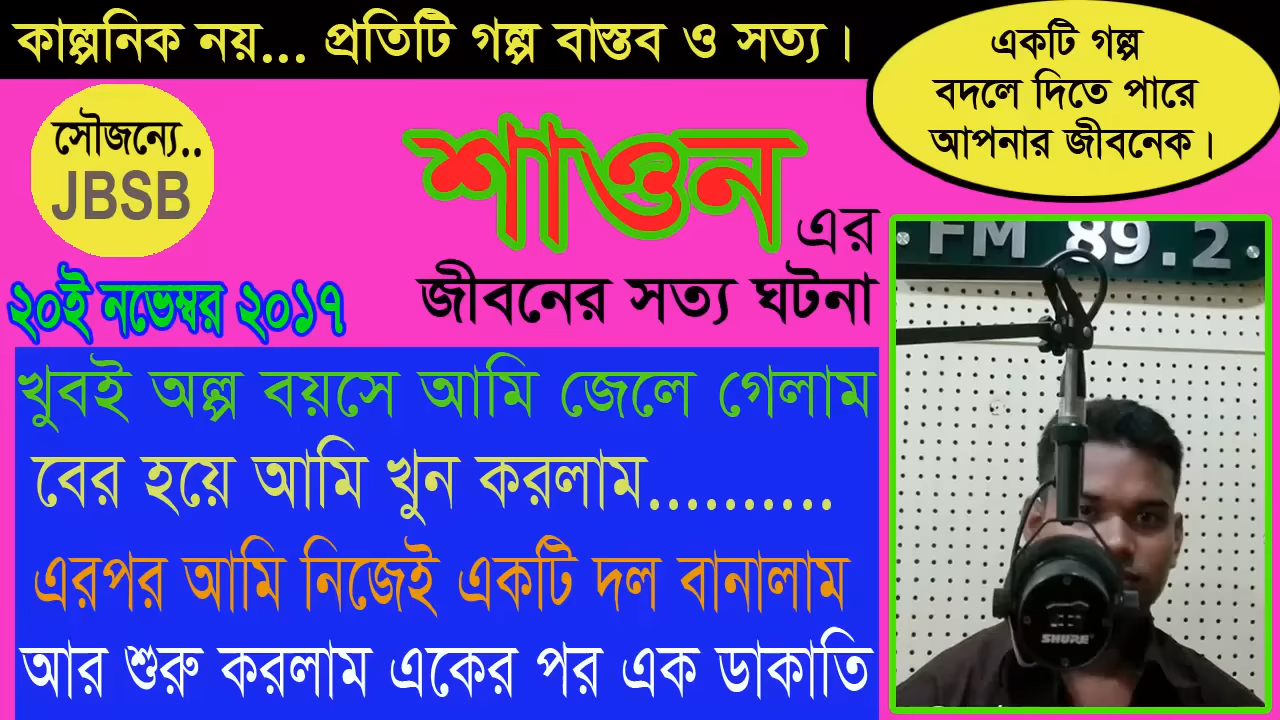 কাল্পনিক নয়... প্রতিটি গল্প বাস্তব ও সত্য।
একটি গল্প
বদলে দিতে পারে
আপনার জীবনেক।
সৌজন্যে..
JBSB
শাওন এর
জীবনের সত্য ঘটনা
২০ই নভেম্বর ২০১৭
FM 89.2
খুবই অল্প বয়সে আমি জেলে গেলাম
বের হয়ে আমি খুন করলাম..........
এরপর আমি নিজেই একটি দল বানালাম
আর শুরু করলাম একের পর এক ডাকাতি
SHURE